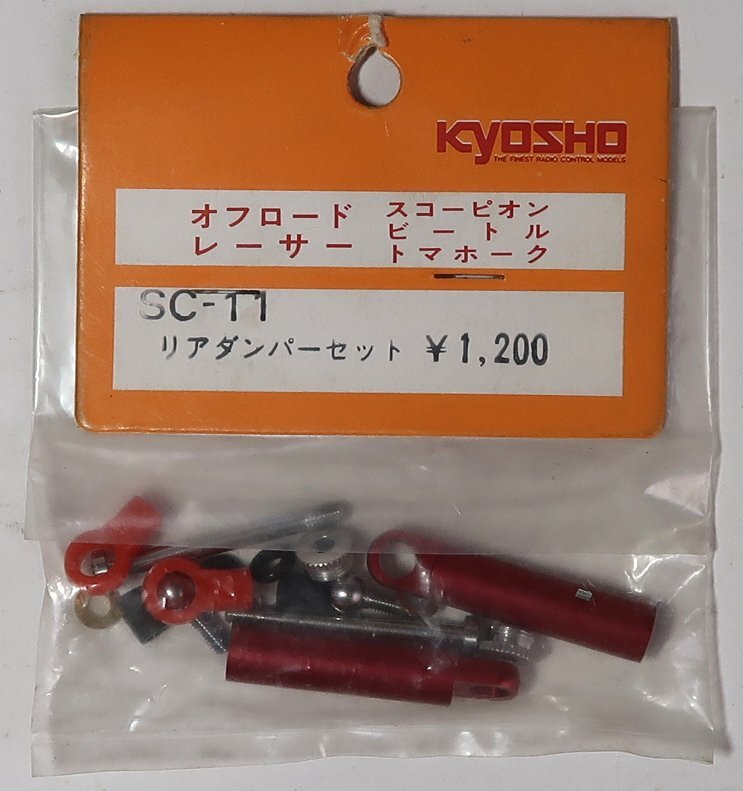 KYOSHO
THE FINEST RADIO CONTROL MODELS
オフロード
レーサー
スコーピオン
ビートル
トマホーク
SC-11
リアダンパーセット ¥1,200